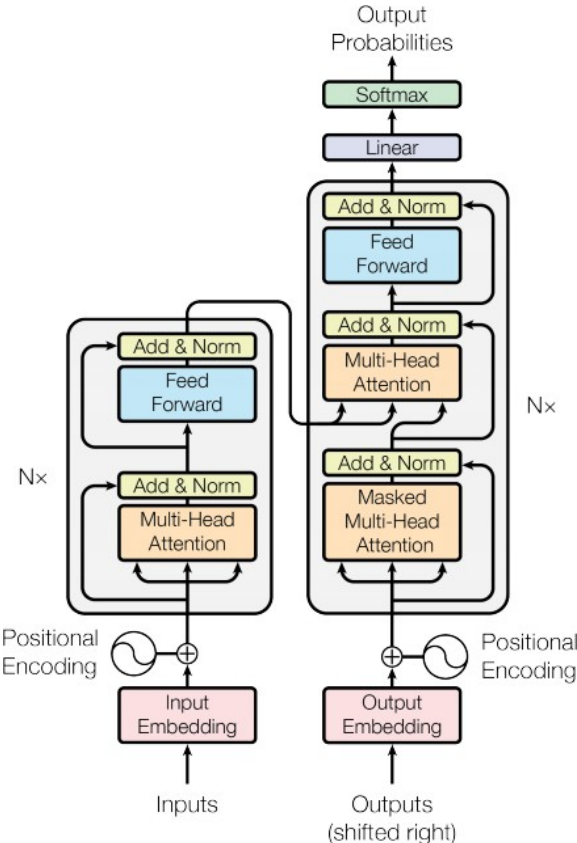 Output
Probabilities
Softmax
Linear
Add & Norm
Feed
Forward
Add & Norm
Multi-Head
Attention
Add & Norm
Masked
Multi-Head
Attention
Nx
Add & Norm
Feed
Forward
Add & Norm
Multi-Head
Attention
N×
Positional
Encoding
Positional
Encoding
Input
Embedding
Output
Embedding
Inputs
Outputs
(shifted right)